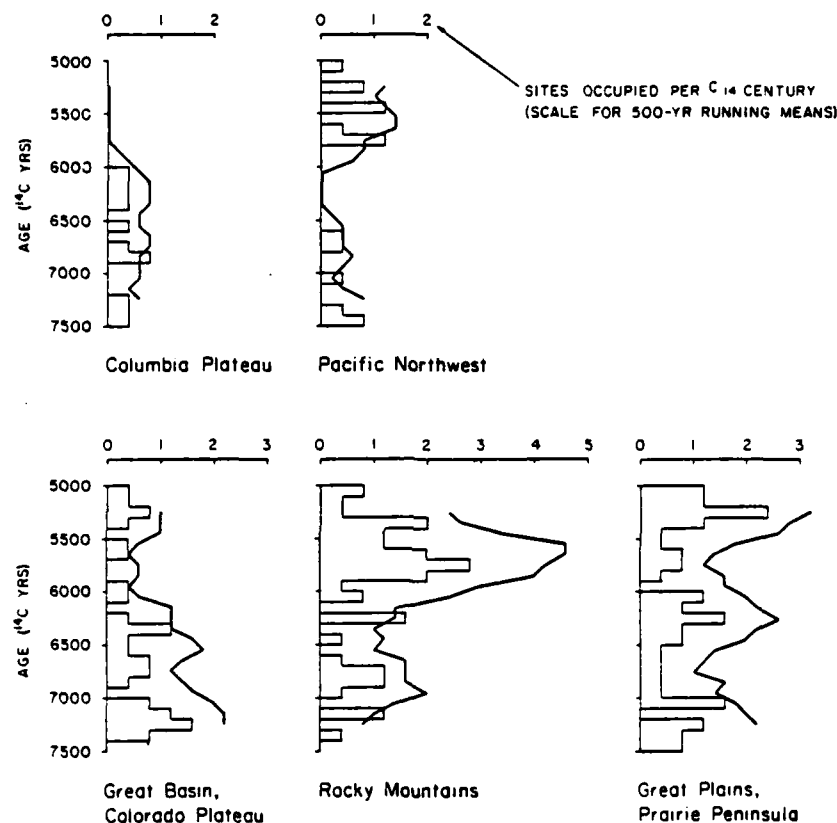 0 1 2
0 1 2
SITES OCCUPIED PER C 14 CENTURY
(SCALE FOR 500-YR RUNNING MEANS)
5000
5500
6003
6500
7000
7500
AGE (¹⁴C YRS)
Columbia Plateau
Pacific Northwest
0 1 2 3
0 1 2 3 4 5
0 1 2 3
5000
5500
6000
6500
7000
7500
AGE (¹⁴C YRS)
Great Basin,
Colorado Plateau
Rocky Mountains
Great Plains,
Prairie Peninsula